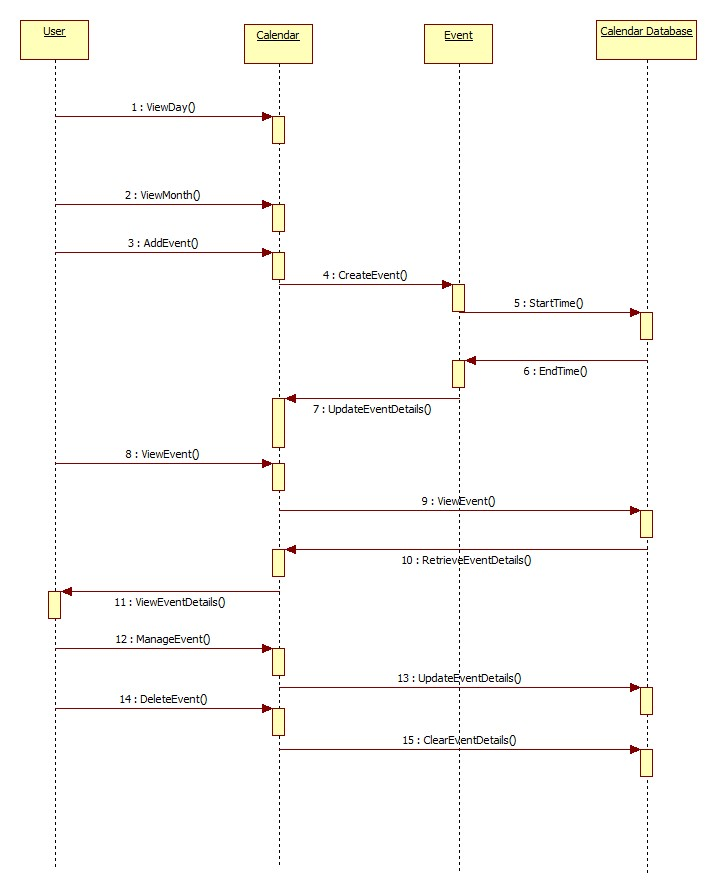 User
Calendar
Event
Calendar Database
1 : ViewDay()
2 : ViewMonth()
3 : AddEvent()
4 : CreateEvent()
5 : StartTime()
6 : EndTime()
7 : UpdateEventDetails()
8 : ViewEvent()
9 : ViewEvent()
10 : RetrieveEventDetails()
11 : ViewEventDetails()
12 : ManageEvent()
13 : UpdateEventDetails()
14 : DeleteEvent()
15 : ClearEventDetails()